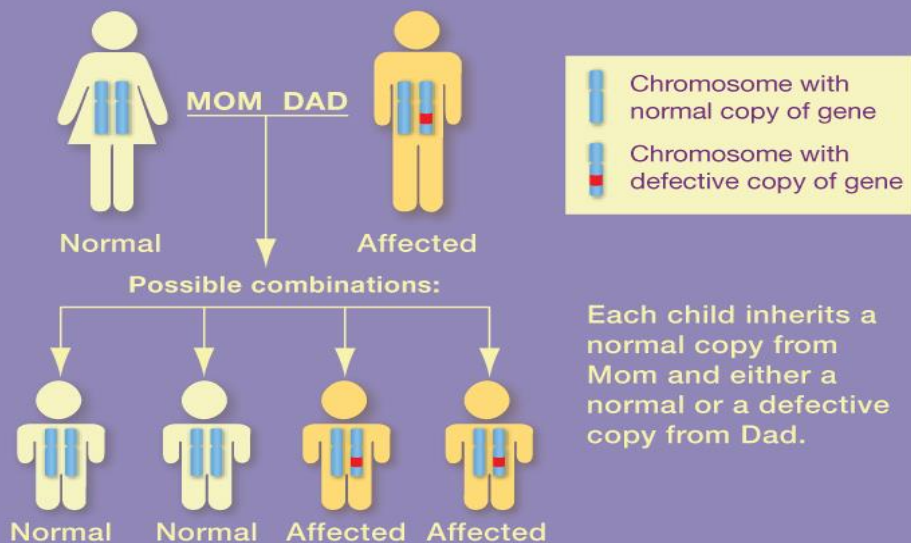 MOM DAD
Normal
Affected
Possible combinations:
Normal
Normal
Affected
Affected
Chromosome with
normal copy of gene
Chromosome with
defective copy of gene
Each child inherits a
normal copy from
Mom and either a
normal or a defective
copy from Dad.